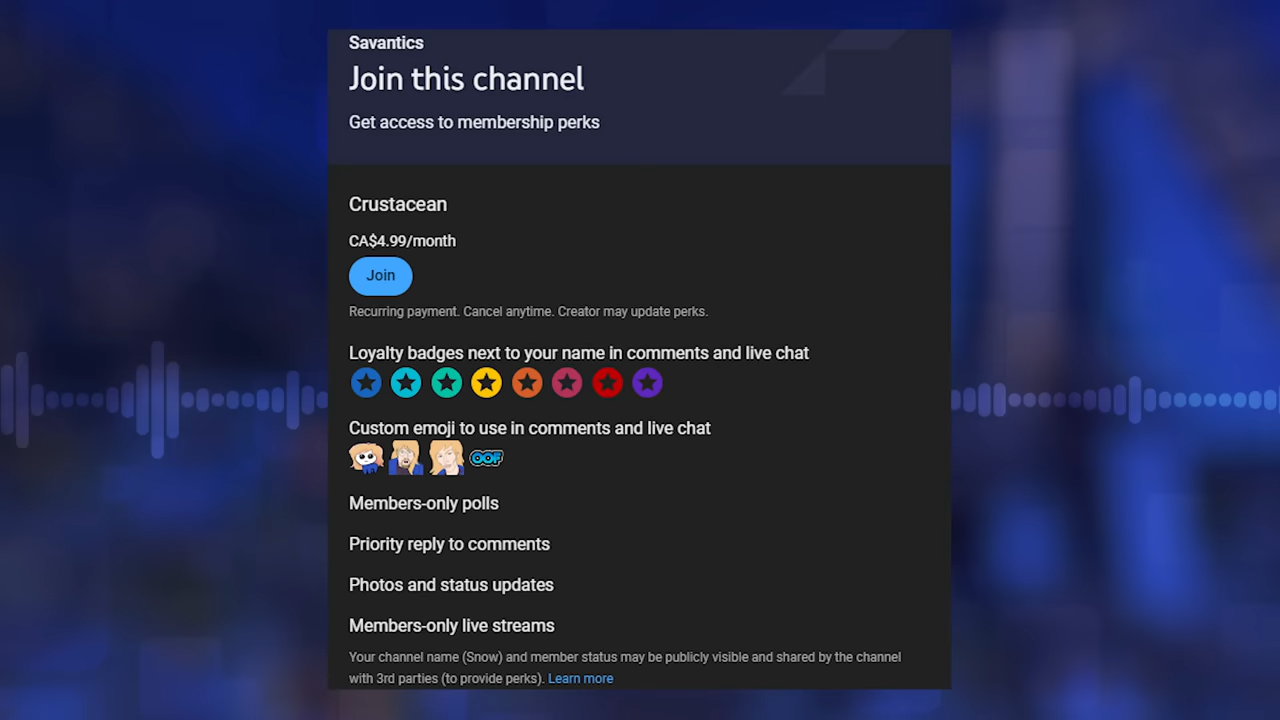 Savantics
Join this channel
Get access to membership perks
Crustacean
CA$4.99/month
Join
Recurring payment. Cancel anytime. Creator may update perks.
Loyalty badges next to your name in comments and live chat
Custom emoji to use in comments and live chat
OOF
Members-only polls
Priority reply to comments
Photos and status updates
Members-only live streams
Your channel name (Snow) and member status may be publicly visible and shared by the channel
with 3rd parties (to provide perks). Learn more